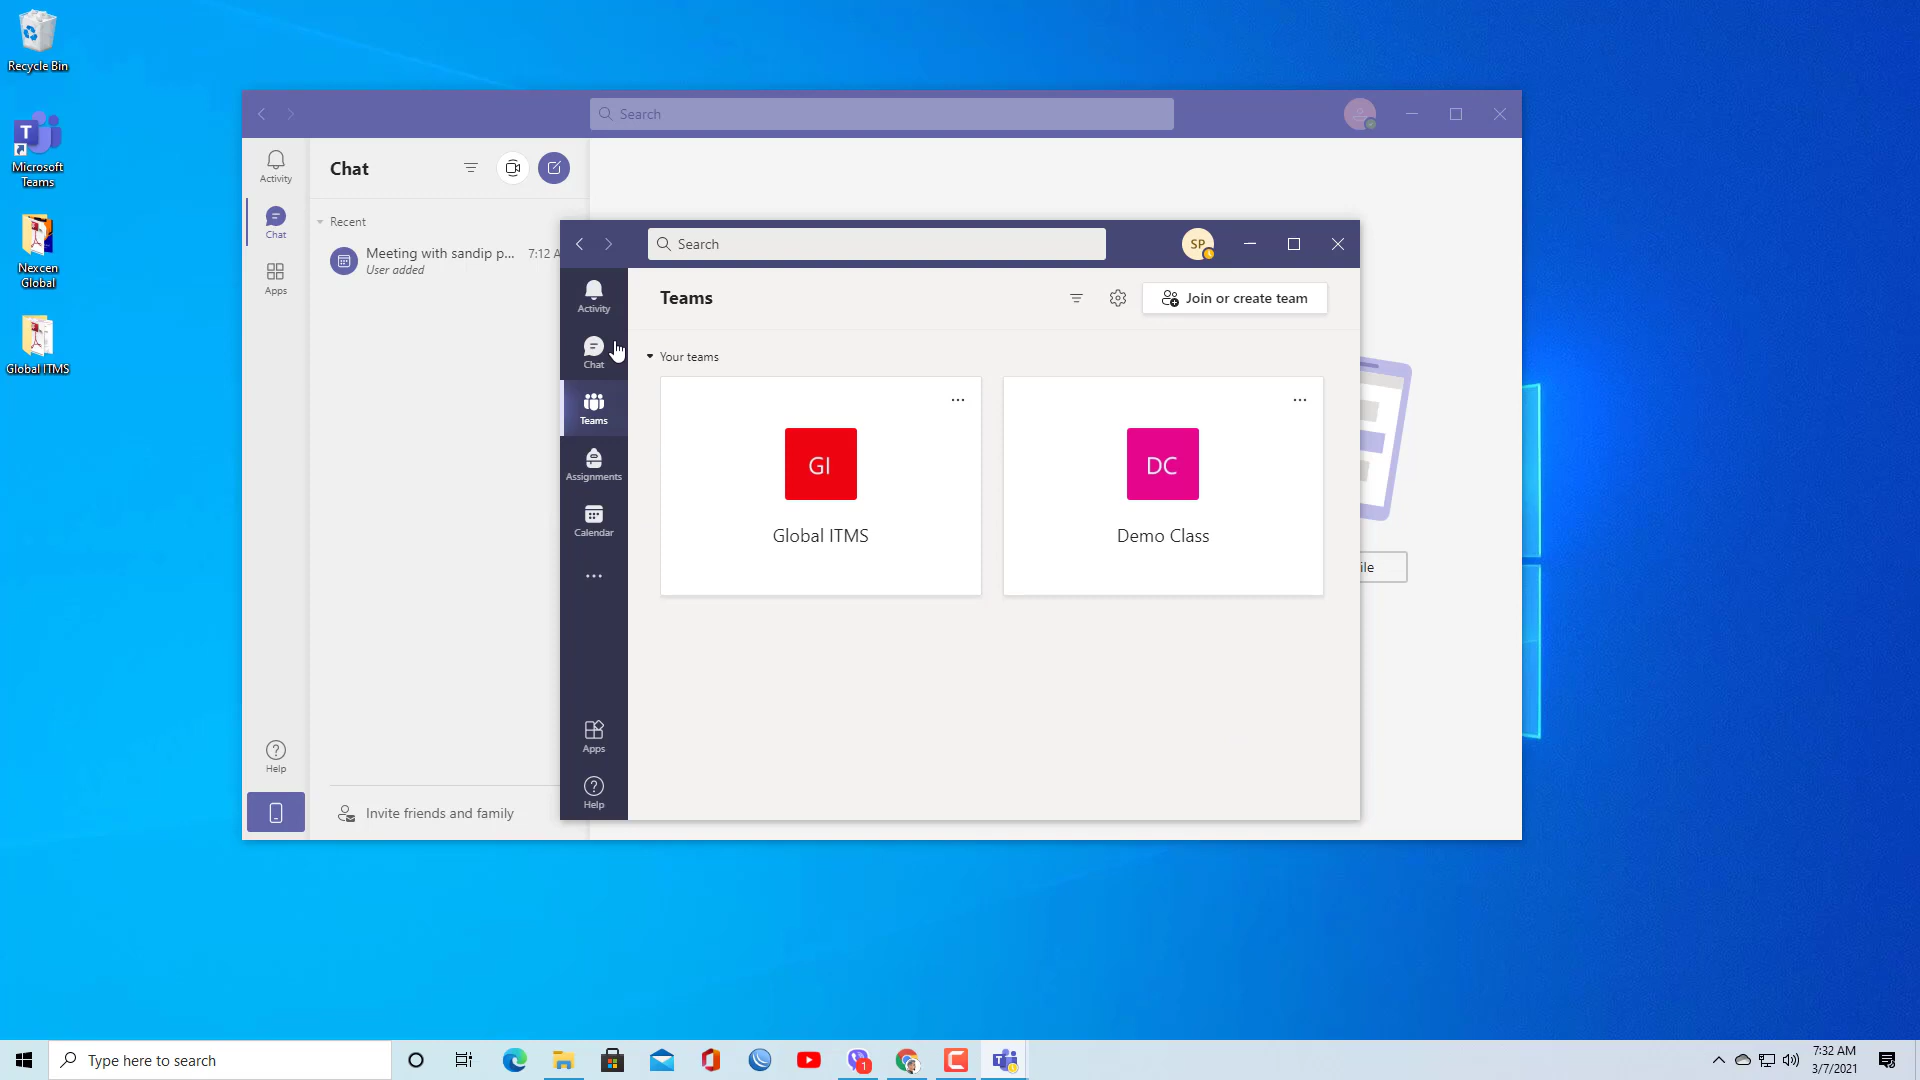 Recycle Bin
T
Microsoft
Teams
Nexcen
Global
Global ITMS
Search
Activity
Chat
Apps
Help
Chat
Recent
Meeting with sandip p...
7:12 A
User added
Invite friends and family
ile
Search
SP
Activity
Chat
Teams
Assignments
Calendar
Apps
Help
Teams
Join or create team
Your teams
GI
Global ITMS
DC
Demo Class
Type here to search
1
7:32 AM
3/7/2021